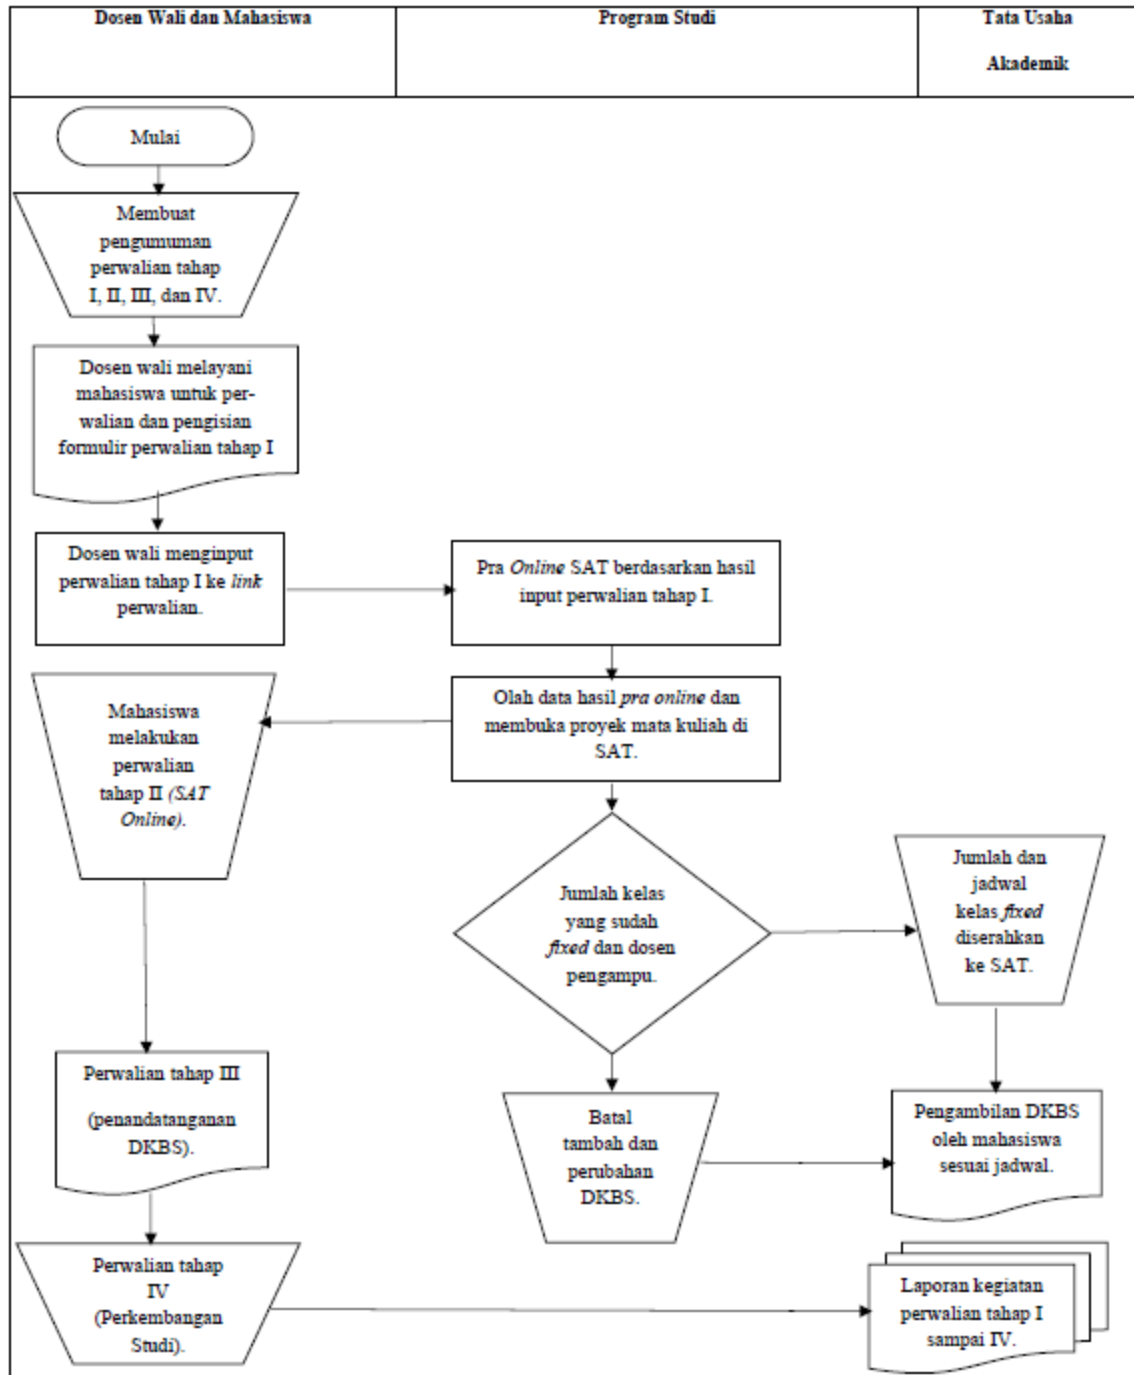 Dosen Wali dan Mahasiswa
Program Studi
Tata Usaha
Akademik
Mulai
Membuat
pengumuman
perwalian tahap
I, II, III, dan IV.
Dosen wali melayani
mahasiswa untuk per-
walian dan pengisian
formulir perwalian tahap I
Dosen wali menginput
perwalian tahap I ke link
perwalian.
Pra Online SAT berdasarkan hasil
input perwalian tahap I.
Olah data hasil pra online dan
membuka proyek mata kuliah di
SAT.
Mahasiswa
melakukan
perwalian
tahap II (SAT
Online).
Jumlah kelas
yang sudah
fixed dan dosen
pengampu.
Jumlah dan
jadwal
kelas fixed
diserahkan
ke SAT.
Perwalian tahap III
(penandatanganan
DKBS).
Batal
tambah dan
perubahan
DKBS.
Pengambilan DKBS
oleh mahasiswa
sesuai jadwal.
Perwalian tahap
IV
(Perkembangan
Studi).
Laporan kegiatan
perwalian tahap I
sampai IV.